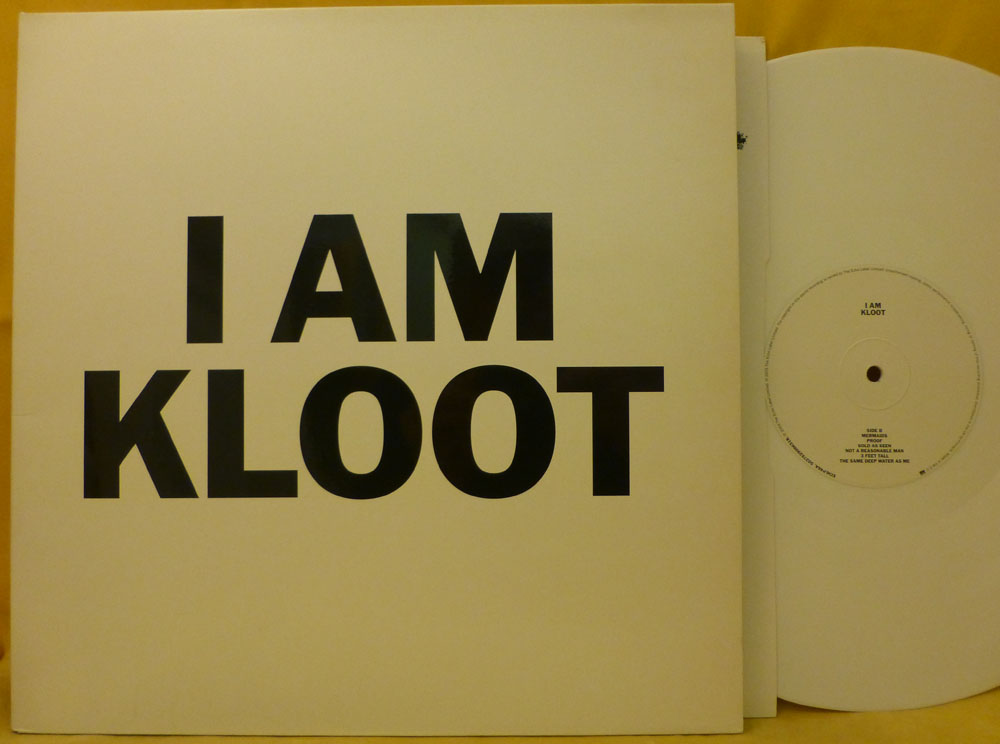 I AM
KLOOT
I AM
KLOOT
SIDE B
MERMAIDS
PROOF
SOLD AS SEEN
NOT A REASONABLE MAN
3 FEET TALL
THE SAME DEEP WATER AS ME